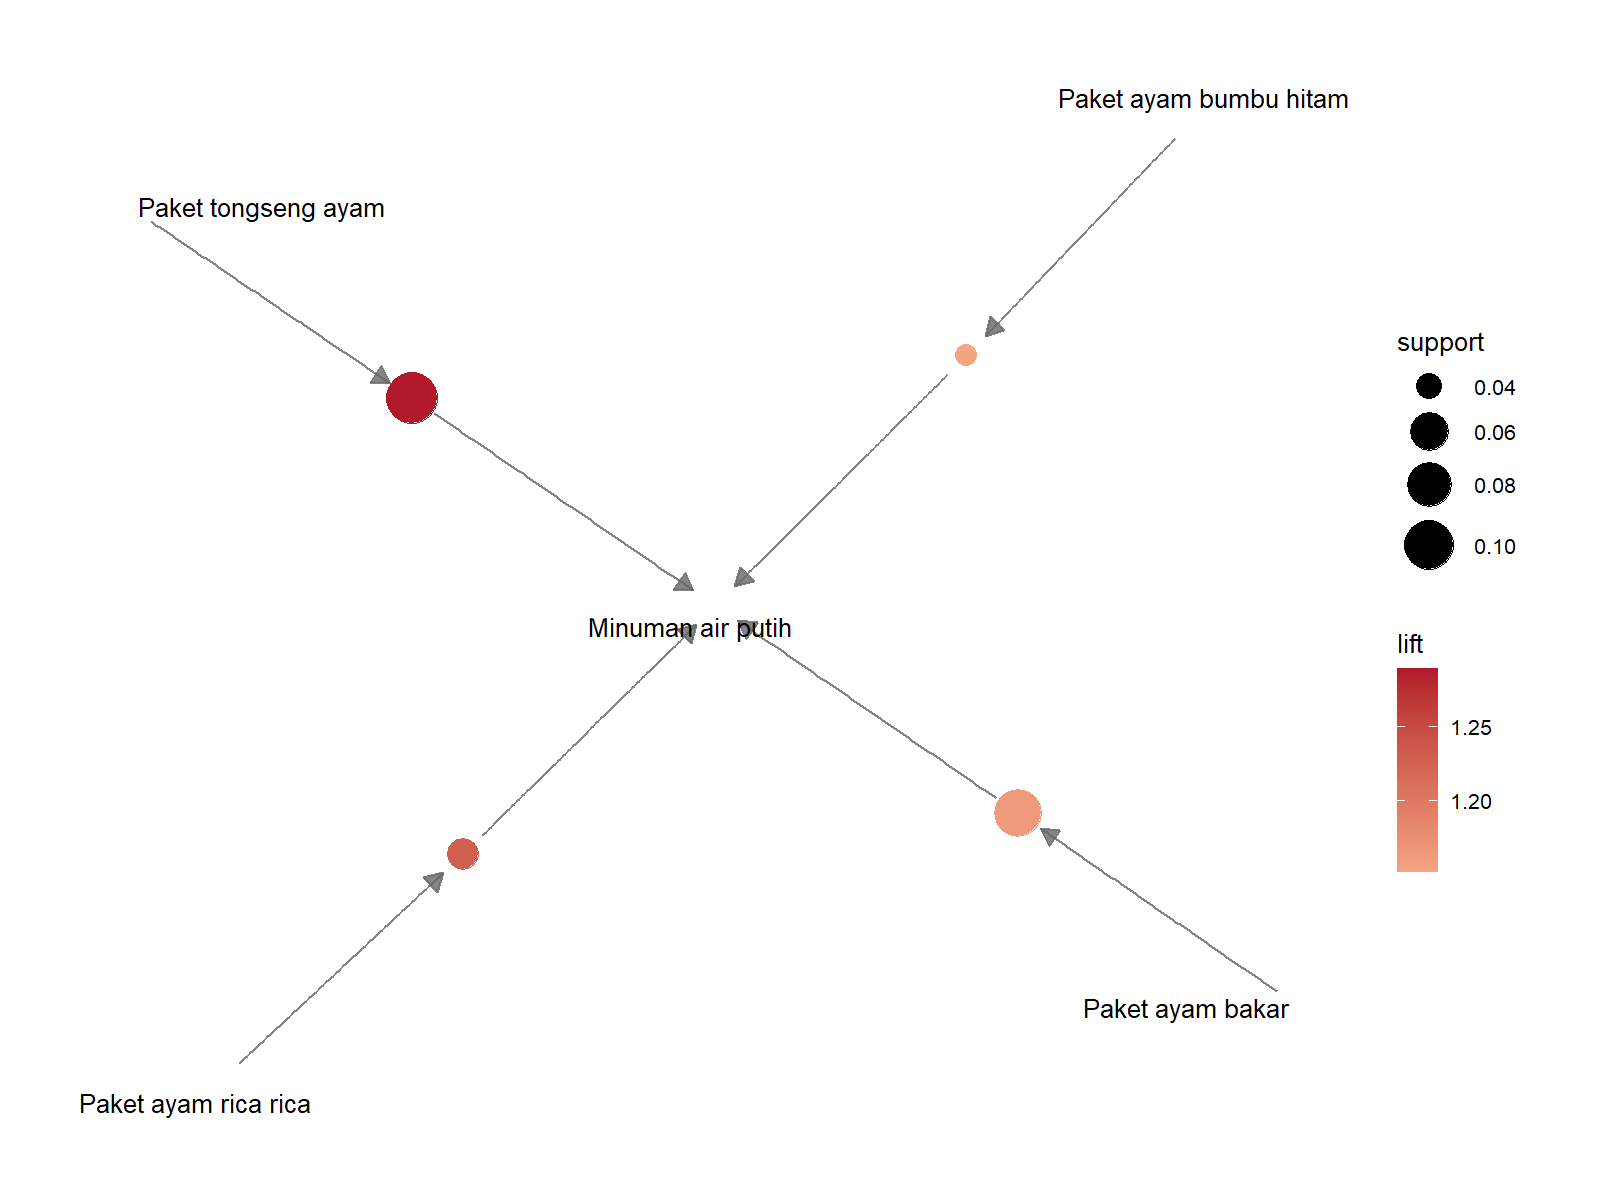 Paket ayam bumbu hitam
Paket tongseng ayam
Minuman air putih
Paket ayam bakar
Paket ayam rica rica
support
0.04
0.06
0.08
0.10
lift
1.25
1.20